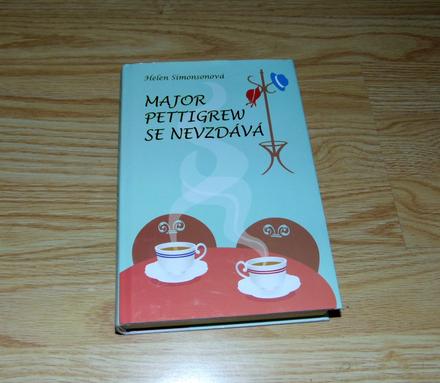 Helen Simonsonová
MAJOR
PETTIGREW
SE NEVZDÁVÁ